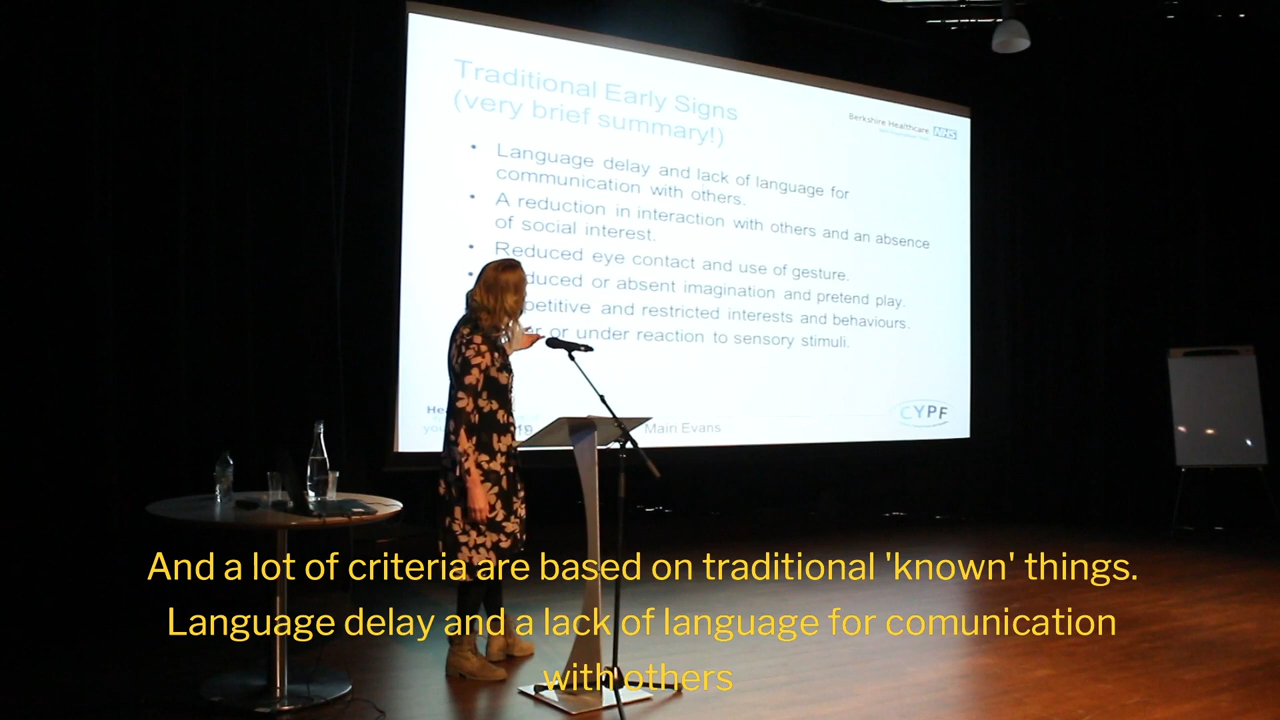 Traditional Early Signs
(very brief summary!)
Berkshire Healthcare NHS
• Language delay and lack of language for
communication with others.
• A reduction in interaction with others and an absence
of social interest.
• Reduced eye contact and use of gesture.
• duced or absent imagination and pretend play.
petitive and restricted interests and behaviours.
or under reaction to sensory stimuli.
Mairi Evans
CYPF
And a lot of criteria are based on traditional 'known' things.
Language delay and a lack of language for comunication
with others